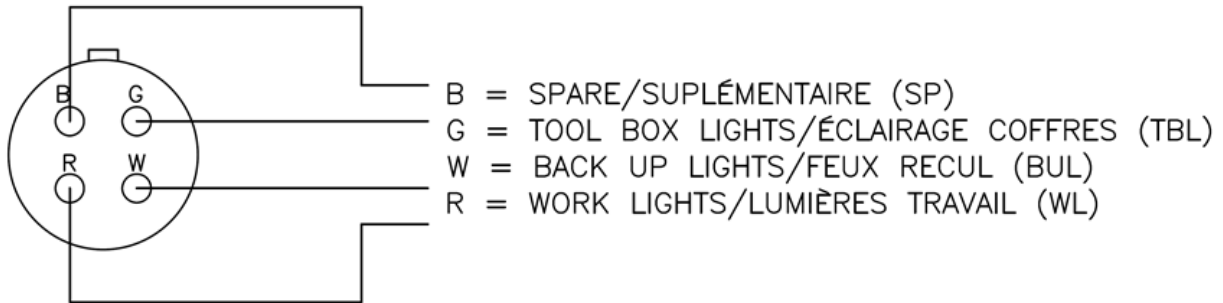 B G
R W
B = SPARE/SUPLÉMENTAIRE (SP)
G = TOOL BOX LIGHTS/ÉCLAIRAGE COFFRES (TBL)
W = BACK UP LIGHTS/FEUX RECUL (BUL)
R = WORK LIGHTS/LUMIÈRES TRAVAIL (WL)